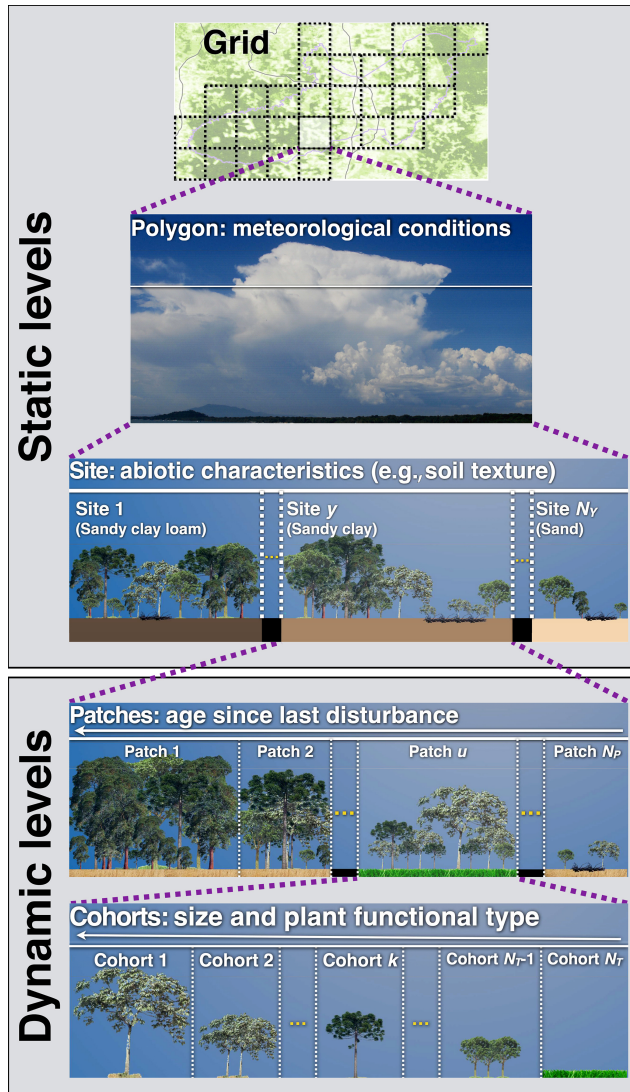 Grid
Static levels
Polygon: meteorological conditions
Site: abiotic characteristics (e.g., soil texture)
Site 1
(Sandy clay loam)
...
Site y
(Sandy clay)
...
Site NY
(Sand)
Dynamic levels
Patches: age since last disturbance
Patch 1
Patch 2
...
Patch u
...
Patch NP
Cohorts: size and plant functional type
Cohort 1
Cohort 2
...
Cohort k
...
Cohort NT-1
Cohort NT